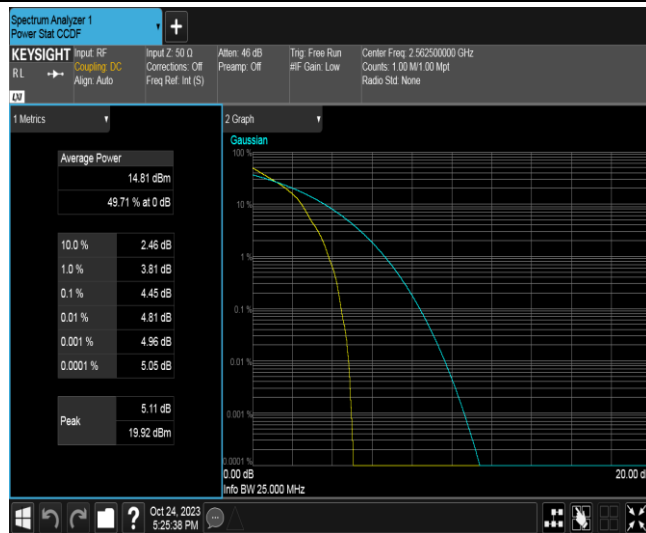 Spectrum Analyzer 1
Power Stat CCDF
+
KEYSIGHT
RL
LXI
Input: RF
Coupling: DC
Align: Auto
Input Z: 50 Ω
Corrections: Off
Freq Ref: Int (S)
Atten: 46 dB
Preamp: Off
Trig: Free Run
#IF Gain: Low
Center Freq: 2.562500000 GHz
Counts: 1.00 M/1.00 Mpt
Radio Std: None
1 Metrics
Average Power
14.81 dBm
49.71 % at 0 dB
10.0 % 2.46 dB
1.0 % 3.81 dB
0.1 % 4.45 dB
0.01 % 4.81 dB
0.001 % 4.96 dB
0.0001 % 5.05 dB
Peak
5.11 dB
19.92 dBm
2 Graph
Gaussian
100 %
10 %
1 %
0.1 %
0.01 %
0.001 %
0.0001 %
0.00 dB
20.00 d
Info BW 25.000 MHz
?
Oct 24, 2023
5:25:38 PM